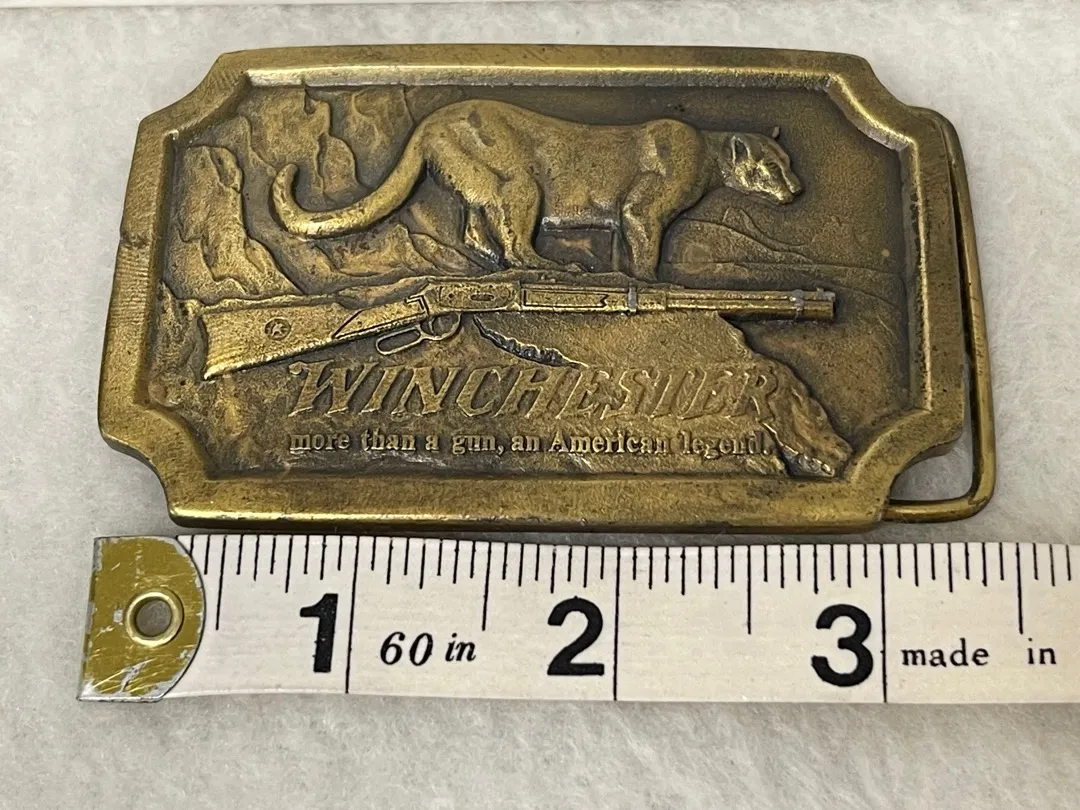 WINCHESTER
more than a gun, an American legend.
1 60 in 2 3 made in